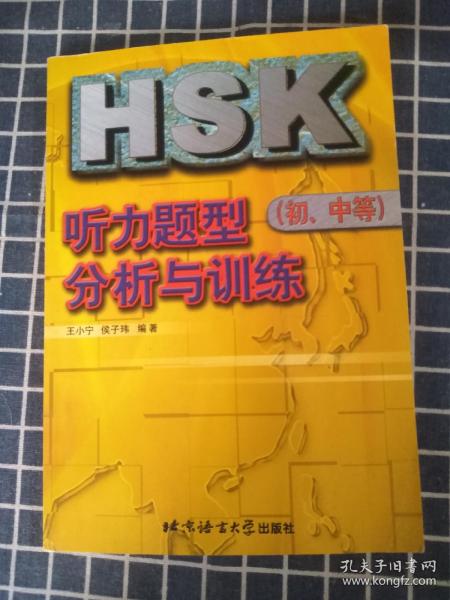 HSK
听力题型
(初、中等)
分析与训练
王小宁 侯子玮 编著
北京语言大学出版社
孔夫子旧书网
www.kongfz.com